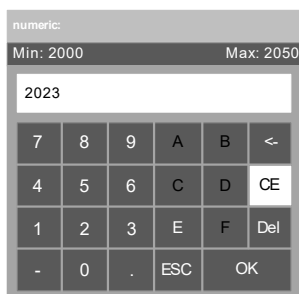 numeric:
Min: 2000 Max: 2050
2023
7 8 9 A B <-
4 5 6 C D CE
1 2 3 E F Del
- 0 . ESC OK